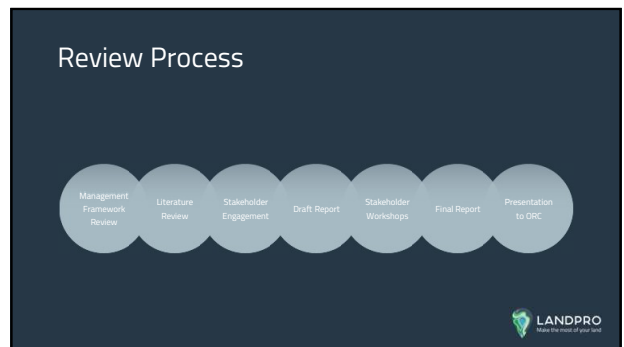 Review Process
Management
Framework
Review
Literature
Review
Stakeholder
Engagement
Draft Report
Stakeholder
Workshops
Final Report
Presentation
to ORC
LANDPRO
Make the most of your land